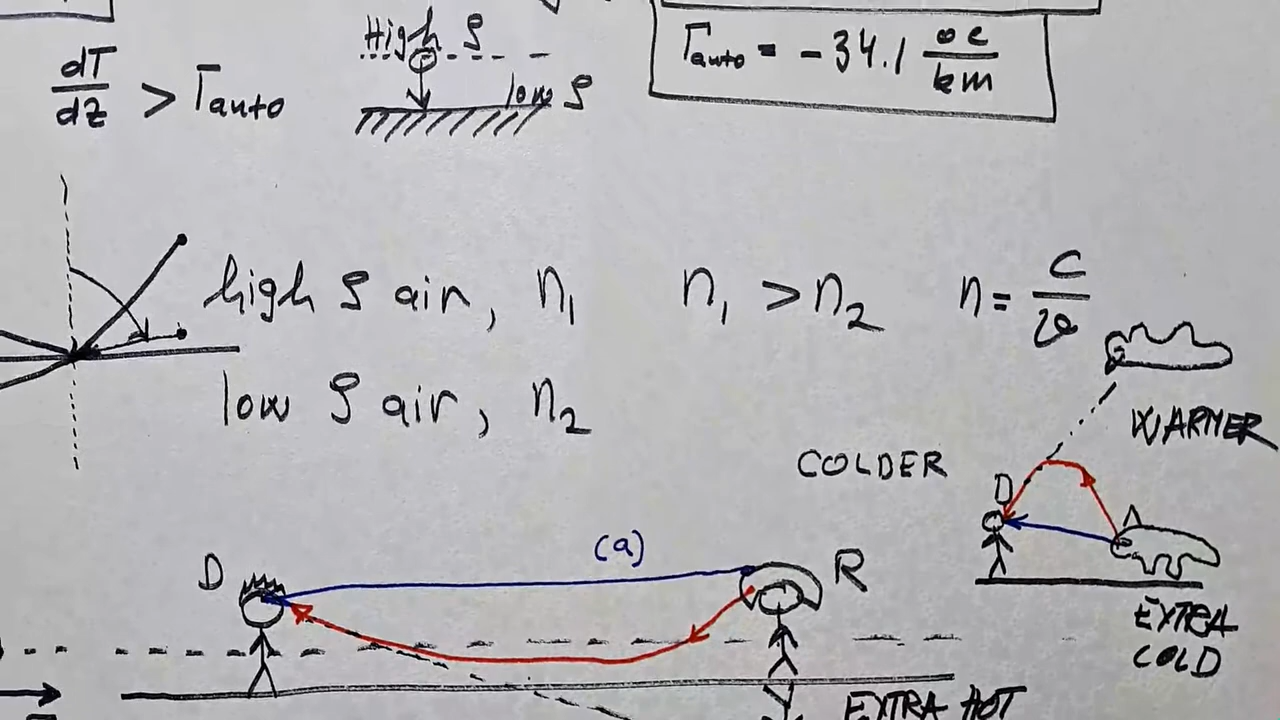 High ρ
low ρ
dT/dz > Γauto
Γauto = -34.1 °C/km
high ρ air, n₁
n₁ > n₂
n = c/v
low ρ air, n₂
WARMER
COLDER
D
A
(a)
D
R
EXTRA
COLD
EXTRA HOT